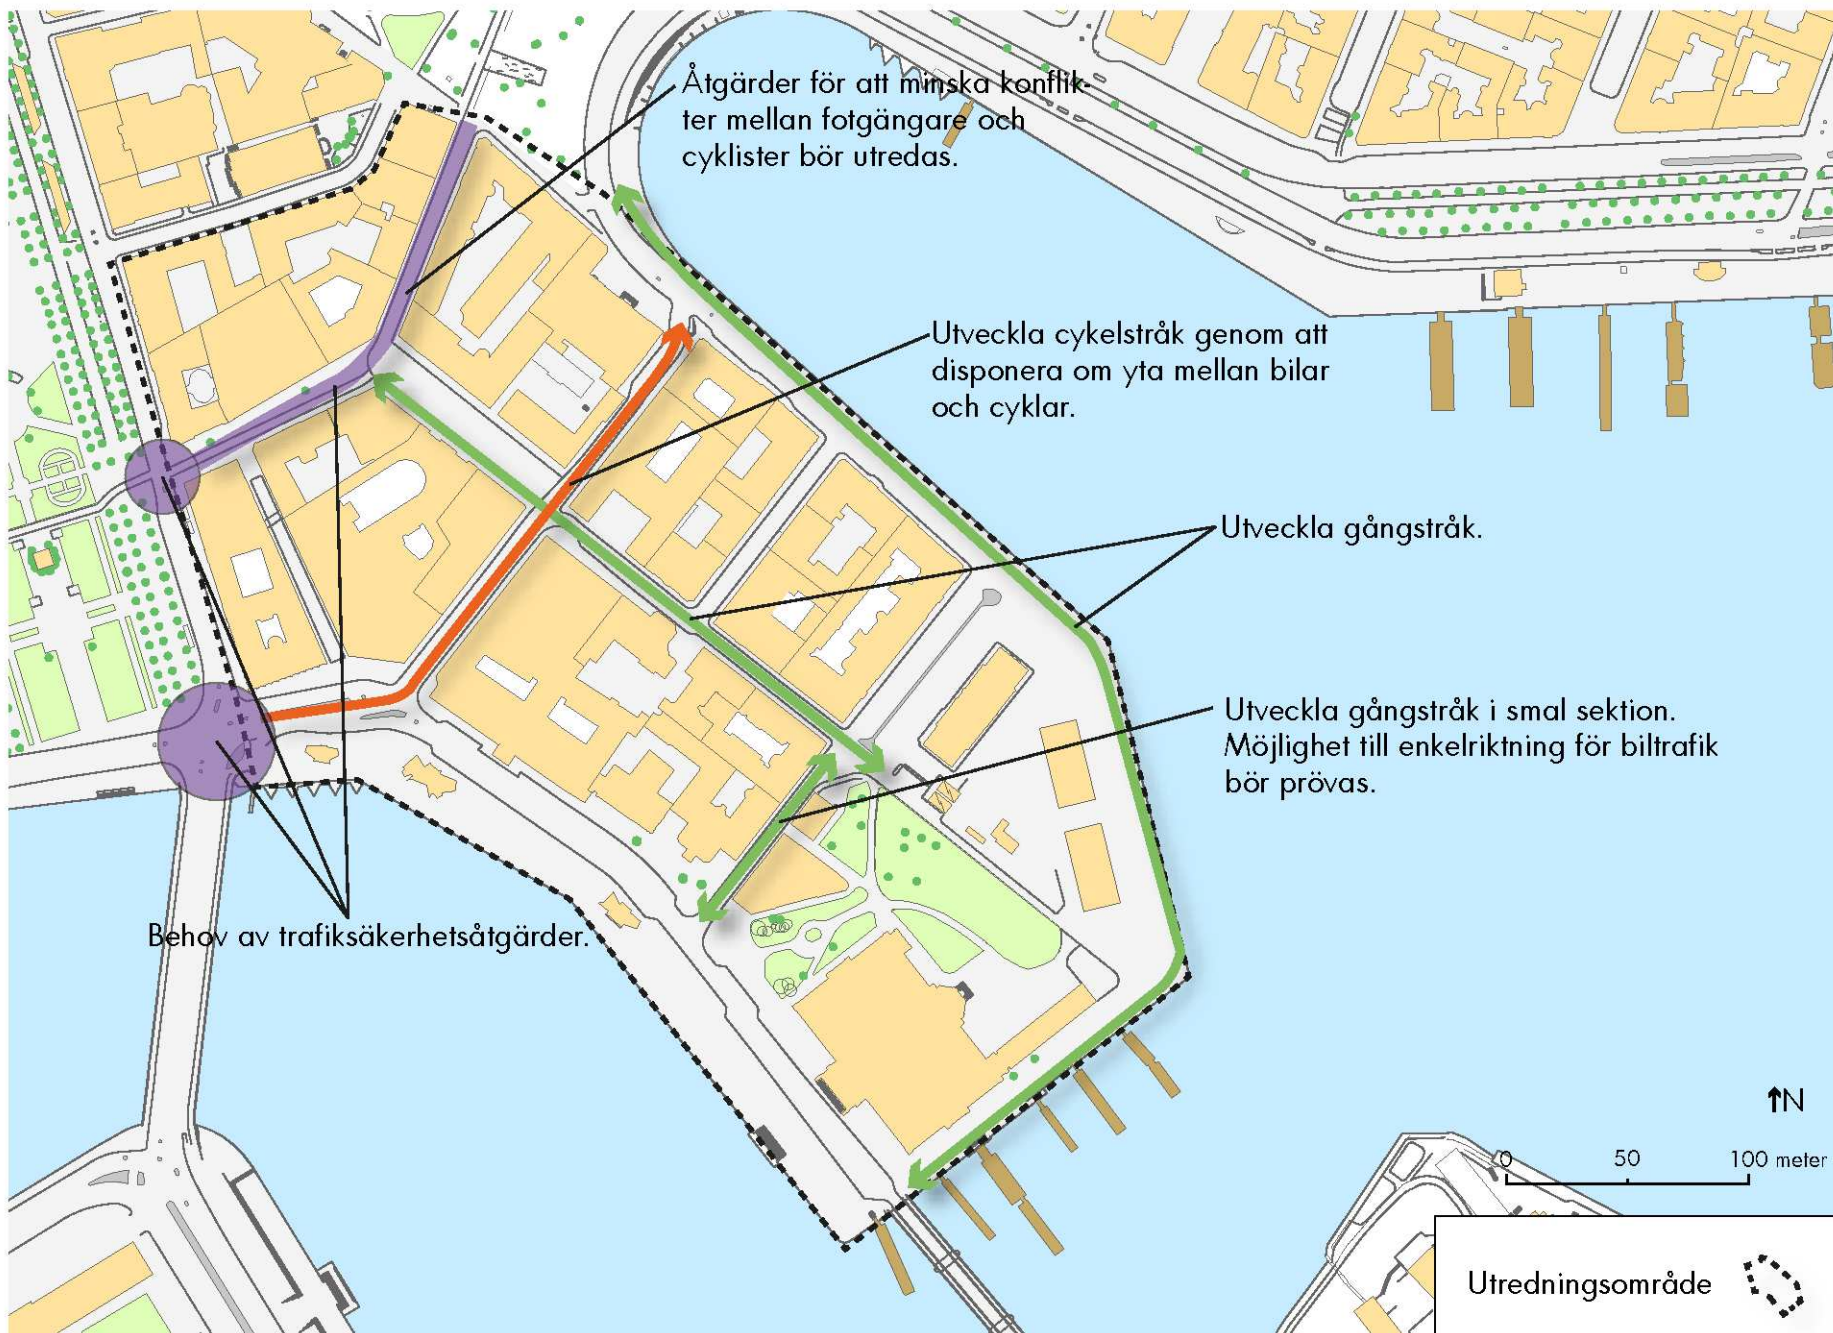 Åtgärder för att minska konflik-
ter mellan fotgängare och
cyklister bör utredas.
Utveckla cykelstråk genom att
disponera om yta mellan bilar
och cyklar.
Utveckla gångstråk.
Utveckla gångstråk i smal sektion.
Möjlighet till enkelriktning för biltrafik
bör prövas.
Behov av trafiksäkerhetsåtgärder.
N
0 50 100 meter
Utredningsområde